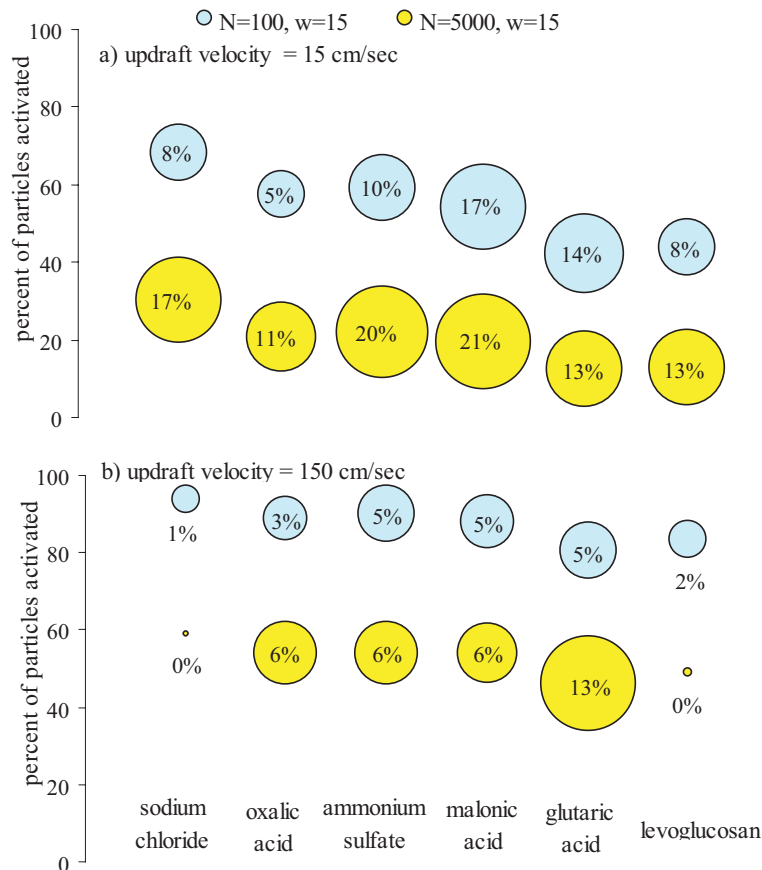 N=100, w=15 N=5000, w=15
a) updraft velocity = 15 cm/sec
percent of particles activated
100
80
60
40
20
0
8%
5%
10%
17%
14%
8%
17%
11%
20%
21%
13%
13%
b) updraft velocity = 150 cm/sec
percent of particles activated
100
80
60
40
20
0
1%
3%
5%
5%
5%
2%
0%
6%
6%
6%
13%
0%
sodium
chloride
oxalic
acid
ammonium
sulfate
malonic
acid
glutaric
acid
levoglucosan